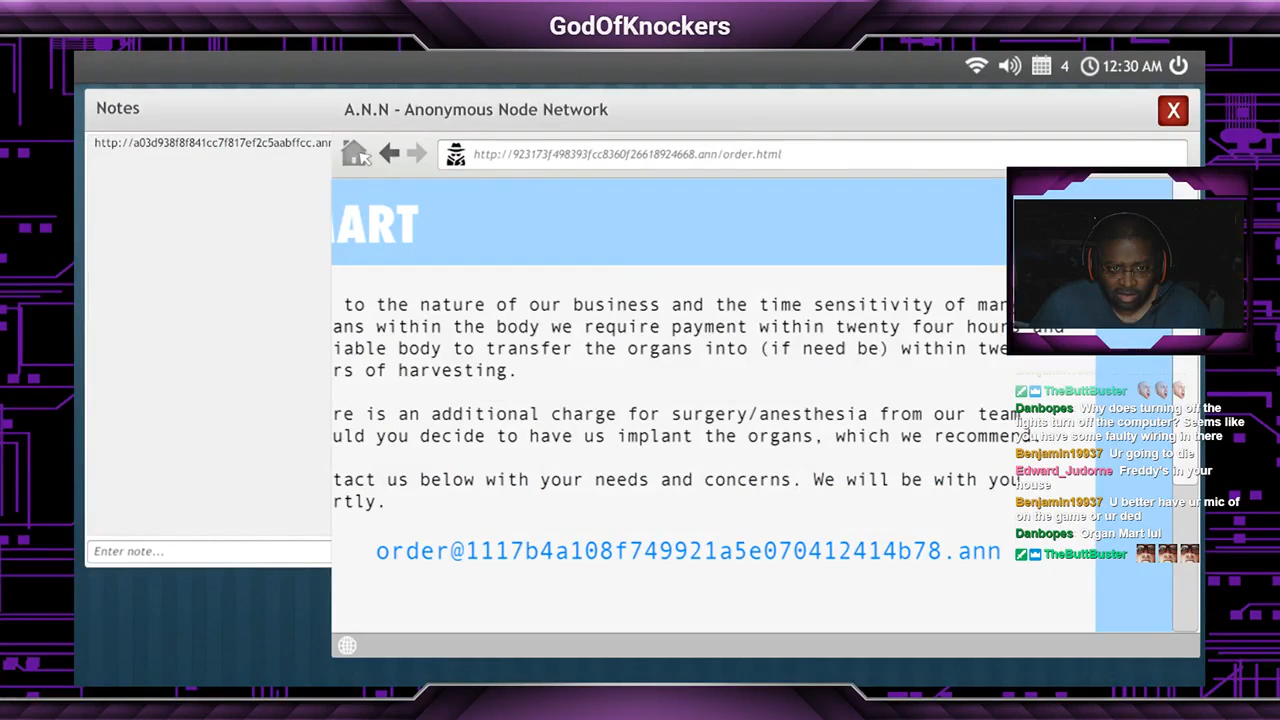 GodOfKnockers
4 12:30 AM
Notes
A.N.N - Anonymous Node Network
X
http://a03d938f8f841cc7f817ef2c5aabffcc.ann
http://923173f498393fcc8360f26618924668.ann/order.html
MART
to the nature of our business and the time sensitivity of
ans within the body we require payment within twenty four hours and
iable body to transfer the organs into (if need be) within
rs of harvesting.
re is an additional charge for surgery/anesthesia from our team
uld you decide to have us implant the organs, which we recommend.
tact us below with your needs and concerns. We will be with you
rtly.
order@1117b4a108f749921a5e070412414b78.ann
Enter note...
TheButtBuster
Danbopes Why does turning off the
lights turn off the computer? Seems like
you have some faulty wiring in there
Benjamin19937 Ur going to die
Edward_Judorne Freddy's in your
house
Benjamin19937 U better have ur mic of
on the game or ur ded
Danbopes Organ Mart lul
TheButtBuster